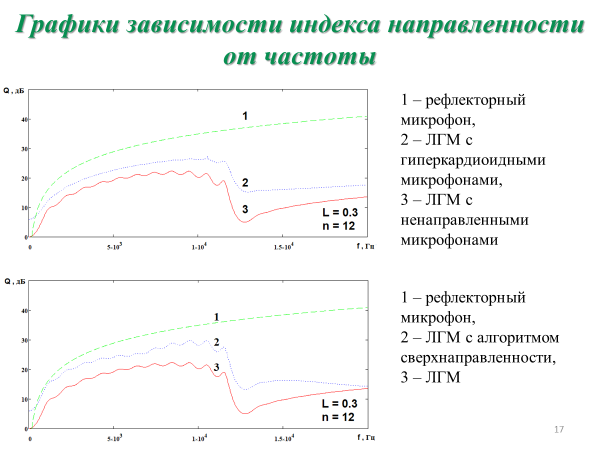 Графики зависимости индекса направленности
от частоты
Q , дБ
40
30
20
10
0
1
2
3
L = 0.3
n = 12
0
5·10³
1·10⁴
1.5·10⁴
f , Гц
1 – рефлекторный
микрофон,
2 – ЛГМ с
гиперкардиоидными
микрофонами,
3 – ЛГМ с
ненаправленными
микрофонами
Q , дБ
40
30
20
10
0
1
2
3
L = 0.3
n = 12
0
5·10³
1·10⁴
1.5·10⁴
f , Гц
1 – рефлекторный
микрофон,
2 – ЛГМ с алгоритмом
сверхнаправленности,
3 – ЛГМ
17